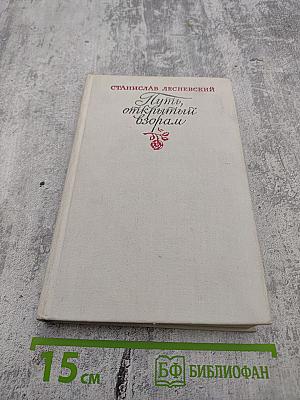 СТАНИСЛАВ ЛЕСНЕВСКИЙ
Путь,
открытый
взорам
15 см
БФ БИБЛИОФАН